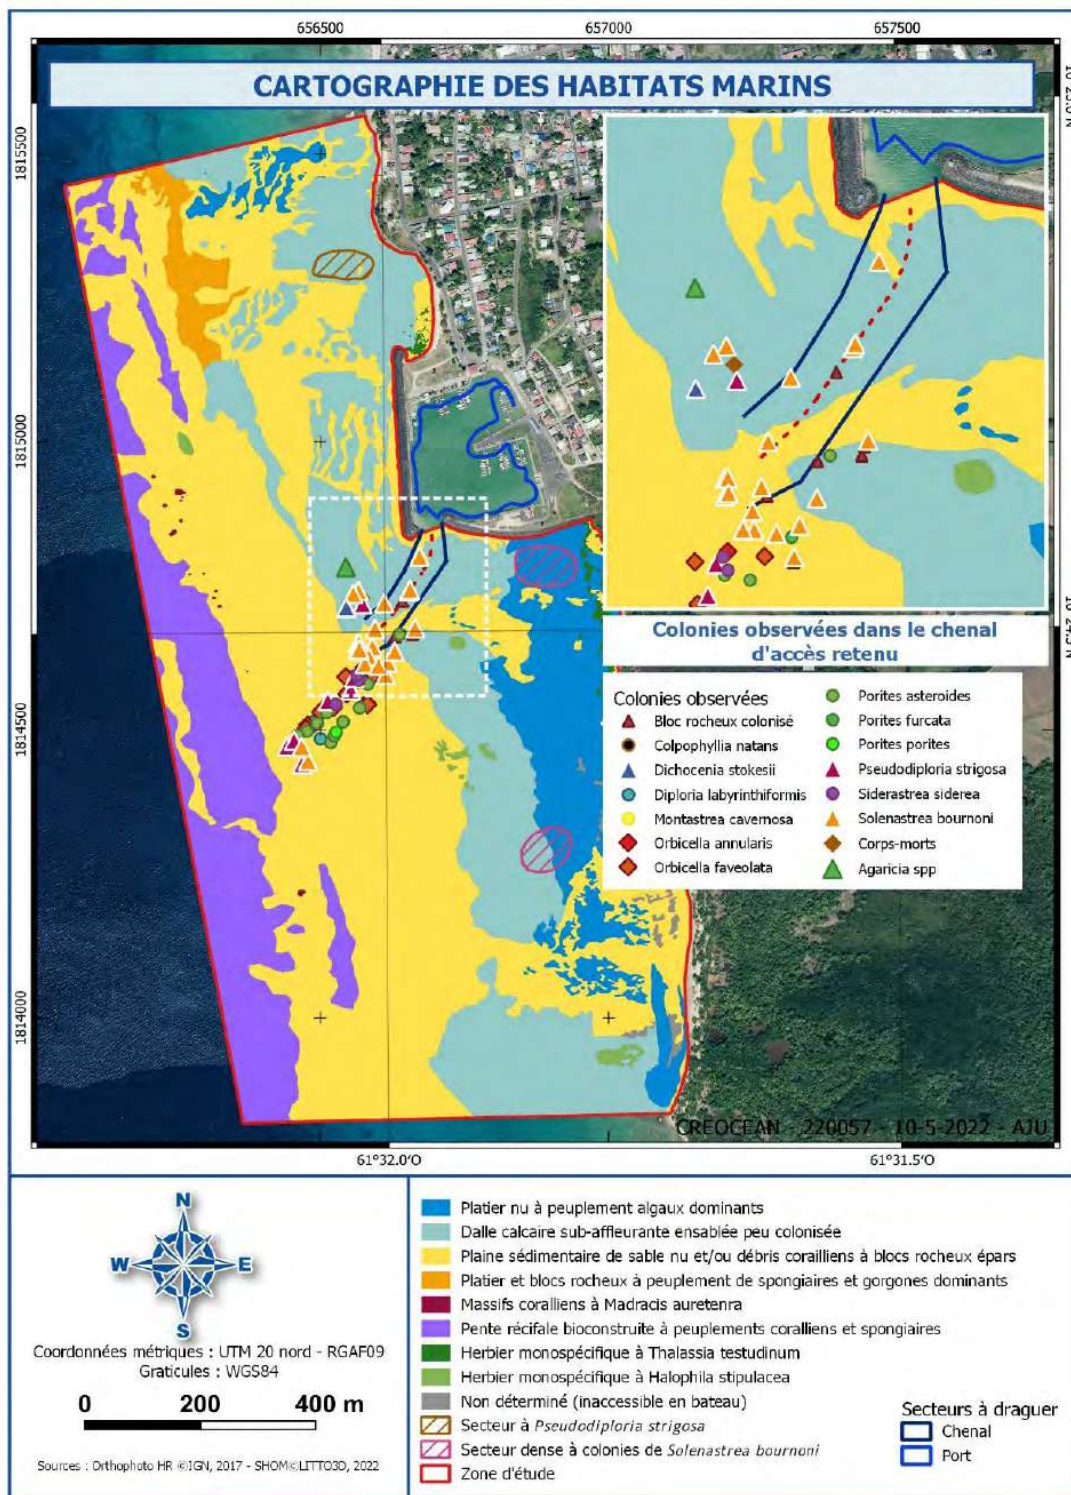 656500
657000
657500
CARTOGRAPHIE DES HABITATS MARINS
1815500
1815000
1814500
1814000
Colonies observées dans le chenal
d'accès retenu
Colonies observées
Bloc rocheux colonisé
Colpophyllia natans
Dichocenia stokesii
Diploria labyrinthiformis
Montastrea cavernosa
Orbicella annularis
Orbicella faveolata
Porites asteroides
Porites furcata
Porites porites
Pseudodiploria strigosa
Siderastrea siderea
Solenastrea bournoni
Corps-morts
Agaricia spp
CREOCEAN - 220057 - 10-5-2022 - AJU
61°32.0'O
61°31.5'O
N
W
E
S
Coordonnées métriques : UTM 20 nord - RGAF09
Graticules : WGS84
0 200 400 m
Sources : Orthophoto HR ©IGN, 2017 - SHOM©LITTO3D, 2022
Platier nu à peuplement algaux dominants
Dalle calcaire sub-affleurante ensablée peu colonisée
Plaine sédimentaire de sable nu et/ou débris corailliens à blocs rocheux épars
Platier et blocs rocheux à peuplement de spongiaires et gorgones dominants
Massifs coralliens à Madracis auretenra
Pente récifale bioconstruite à peuplements coralliens et spongiaires
Herbier monospécifique à Thalassia testudinum
Herbier monospécifique à Halophila stipulacea
Non déterminé (inaccessible en bateau)
Secteur à Pseudodiploria strigosa
Secteur dense à colonies de Solenastrea bournoni
Zone d'étude
Secteurs à draguer
Chenal
Port